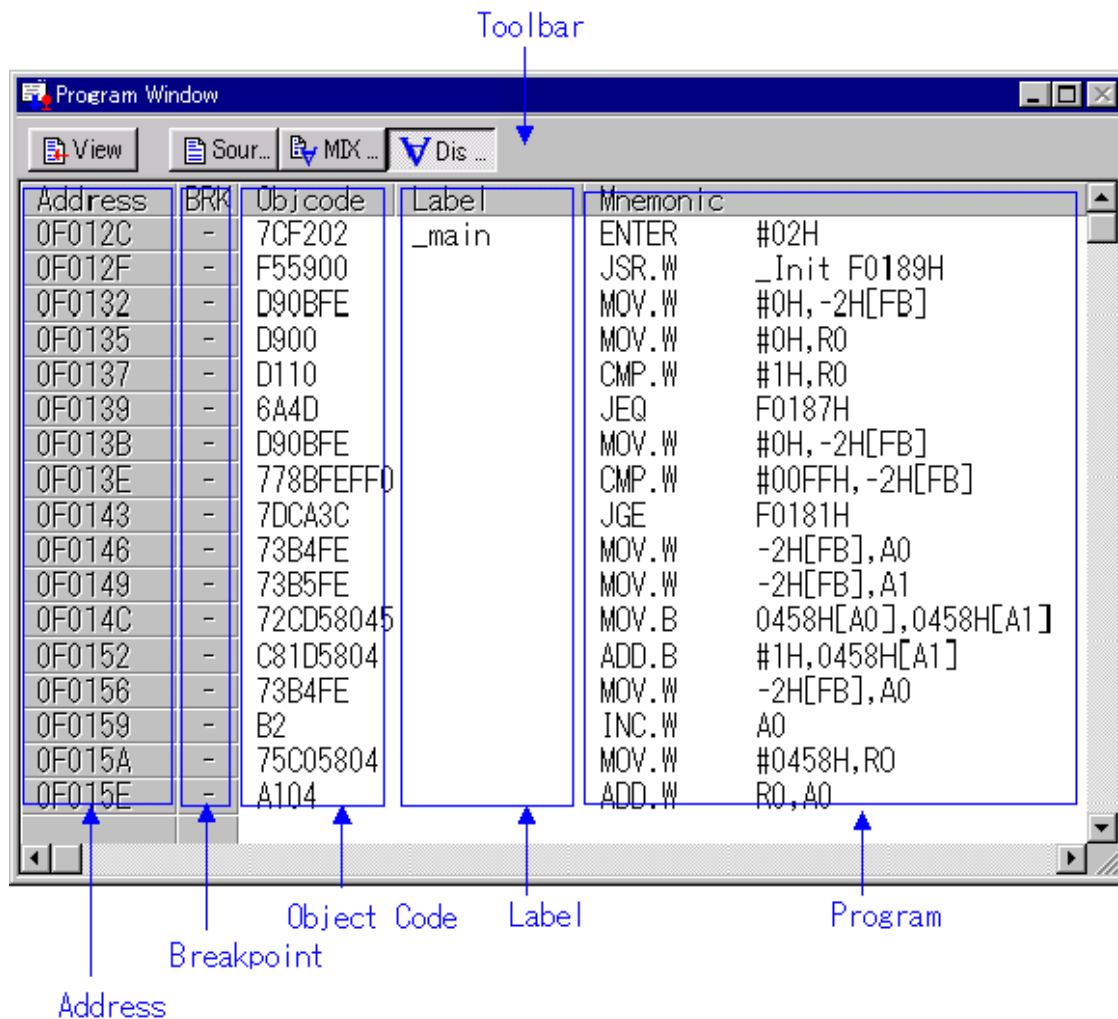 Toolbar
Program Window
View Sour... MIX ... Dis ...
Address BRK Objcode Label Mnemonic
0F012C - 7CF202 _main ENTER #02H
0F012F - F55900 JSR.W _Init F0189H
0F0132 - D90BFE MOV.W #0H,-2H[FB]
0F0135 - D900 MOV.W #0H,R0
0F0137 - D110 CMP.W #1H,R0
0F0139 - 6A4D JEQ F0187H
0F013B - D90BFE MOV.W #0H,-2H[FB]
0F013E - 778BFEFF0 CMP.W #00FFH,-2H[FB]
0F0143 - 7DCA3C JGE F0181H
0F0146 - 73B4FE MOV.W -2H[FB],A0
0F0149 - 73B5FE MOV.W -2H[FB],A1
0F014C - 72CD58045 MOV.B 0458H[A0],0458H[A1]
0F0152 - C81D5804 ADD.B #1H,0458H[A1]
0F0156 - 73B4FE MOV.W -2H[FB],A0
0F0159 - B2 INC.W A0
0F015A - 75C05804 MOV.W #0458H,R0
0F015E - A104 ADD.W R0,A0
Object Code Label Program
Breakpoint
Address